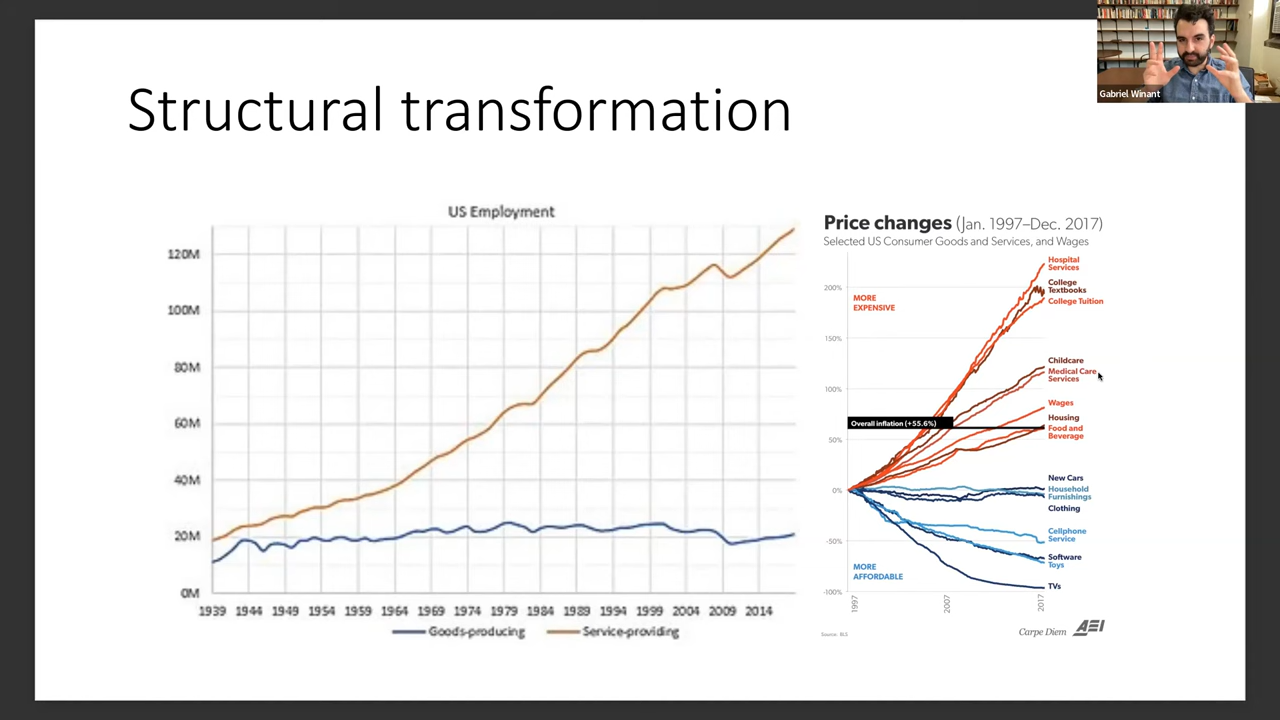 Gabriel Winant
Structural transformation
US Employment
120M
100M
80M
60M
40M
20M
0M
1939 1944 1949 1954 1959 1964 1969 1974 1979 1984 1989 1994 1999 2004 2009 2014
Goods-producing Service-providing
Price changes (Jan. 1997–Dec. 2017)
Selected US Consumer Goods and Services, and Wages
200%
150%
100%
50%
0%
-50%
-100%
MORE
EXPENSIVE
Overall inflation (+55.6%)
MORE
AFFORDABLE
Hospital
Services
College
Textbooks
College Tuition
Childcare
Medical Care
Services
Wages
Housing
Food and
Beverage
New Cars
Household
Furnishings
Clothing
Cellphone
Service
Software
Toys
TVs
1997
2007
2017
Source: BLS
Carpe Diem AEI